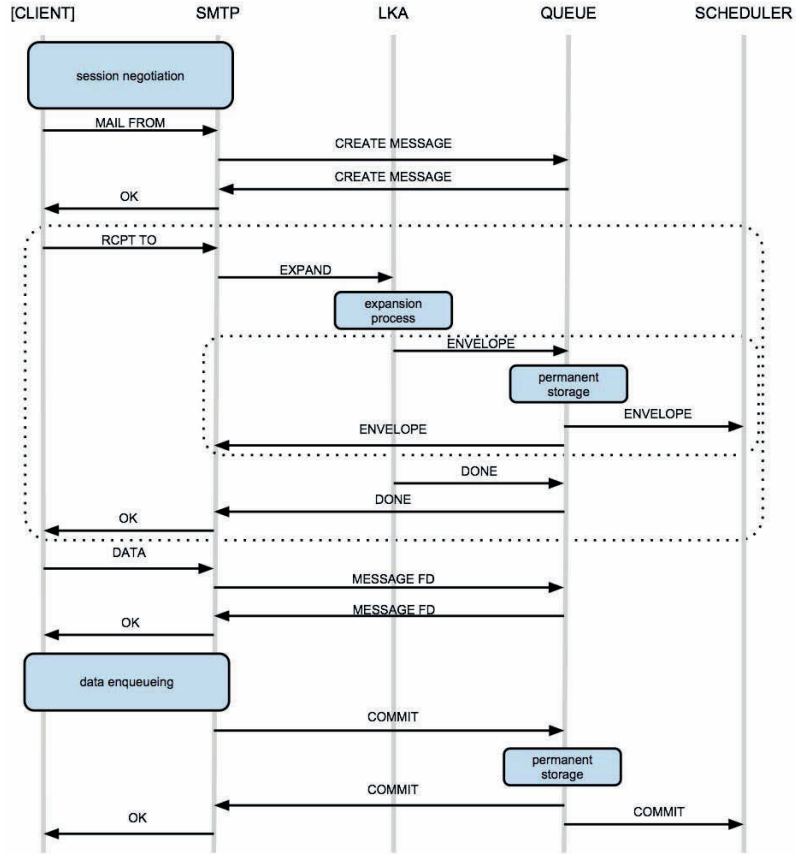 [CLIENT] SMTP LKA QUEUE SCHEDULER
session negotiation
MAIL FROM
CREATE MESSAGE
CREATE MESSAGE
OK
RCPT TO
EXPAND
expansion
process
ENVELOPE
permanent
storage
ENVELOPE
ENVELOPE
DONE
DONE
OK
DATA
MESSAGE FD
MESSAGE FD
OK
data enqueueing
COMMIT
permanent
storage
COMMIT
COMMIT
OK